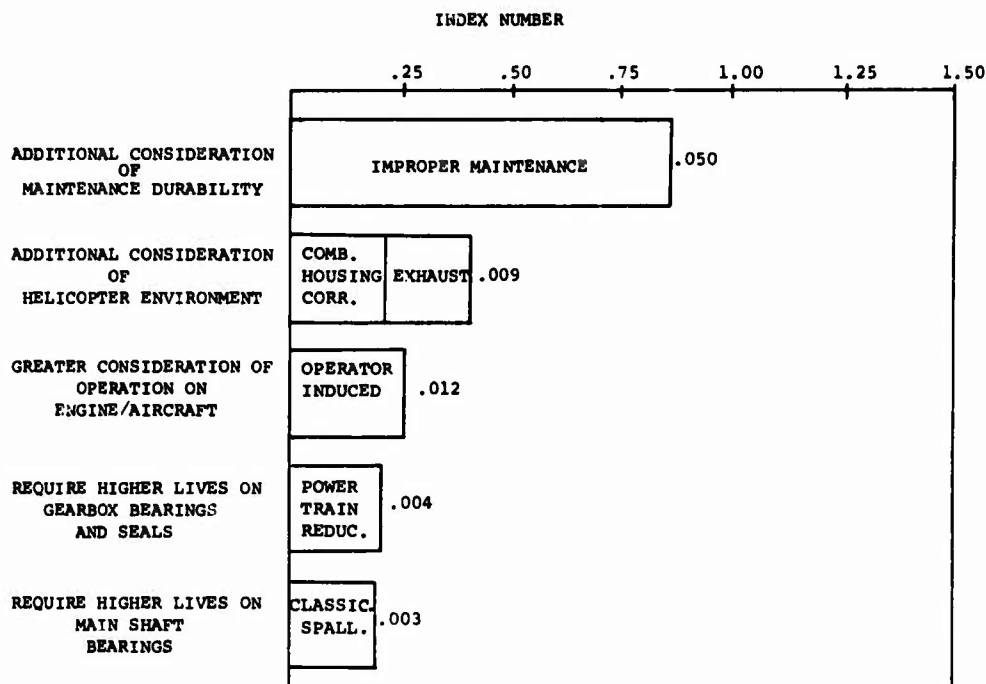 INDEX NUMBER
.25 .50 .75 1.00 1.25 1.50
ADDITIONAL CONSIDERATION
OF
MAINTENANCE DURABILITY
IMPROPER MAINTENANCE
.050
ADDITIONAL CONSIDERATION
OF
HELICOPTER ENVIRONMENT
COMB.
HOUSING
CORR.
EXHAUST
.009
GREATER CONSIDERATION OF
OPERATION ON
ENGINE/AIRCRAFT
OPERATOR
INDUCED
.012
REQUIRE HIGHER LIVES ON
GEARBOX BEARINGS
AND SEALS
POWER
TRAIN
REDUC.
.004
REQUIRE HIGHER LIVES ON
MAIN SHAFT
BEARINGS
CLASSIC.
SPALL.
.003